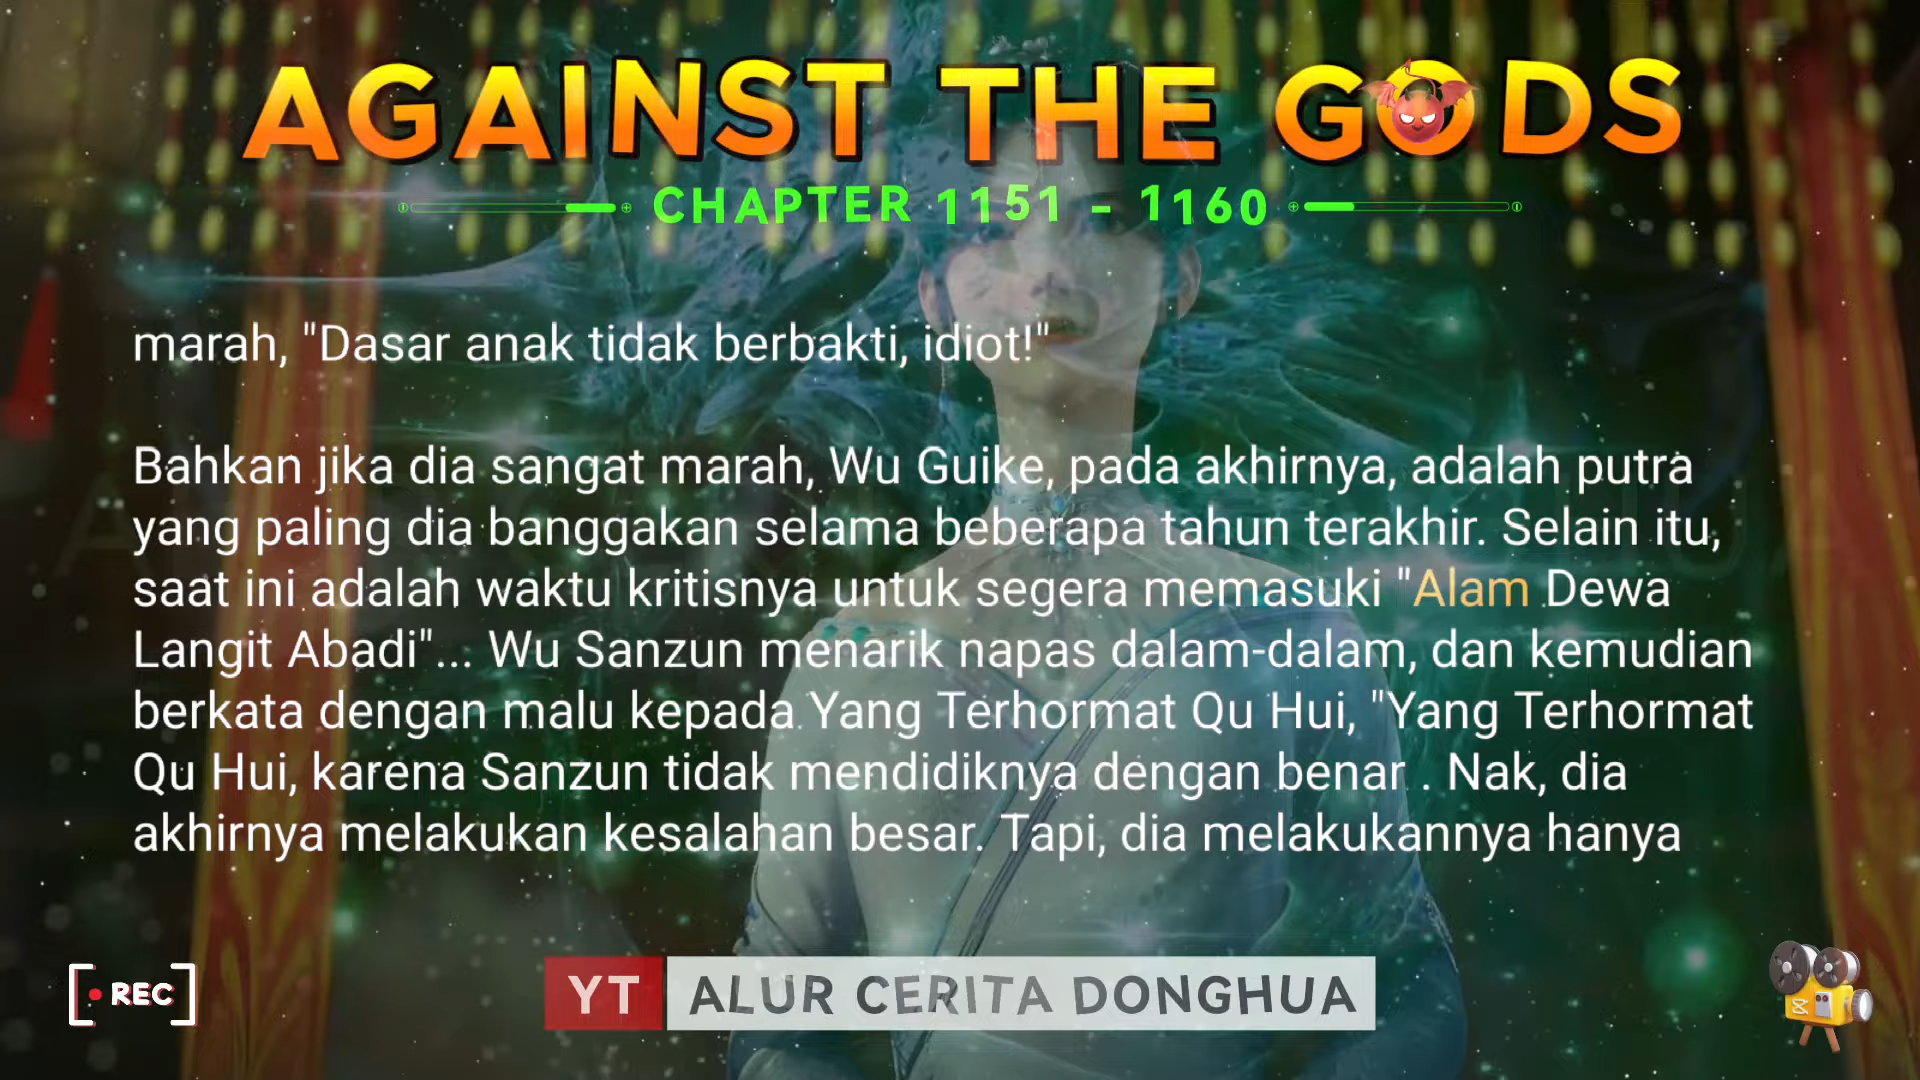 AGAINST THE GODS
CHAPTER 1151 - 1160
marah, "Dasar anak tidak berbakti, idiot!"
Bahkan jika dia sangat marah, Wu Guike, pada akhirnya, adalah putra
yang paling dia banggakan selama beberapa tahun terakhir. Selain itu,
saat ini adalah waktu kritisnya untuk segera memasuki "Alam Dewa
Langit Abadi"... Wu Sanzun menarik napas dalam-dalam, dan kemudian
berkata dengan malu kepada Yang Terhormat Qu Hui, "Yang Terhormat
Qu Hui, karena Sanzun tidak mendidiknya dengan benar . Nak, dia
akhirnya melakukan kesalahan besar. Tapi, dia melakukannya hanya
REC
YT ALUR CERITA DONGHUA